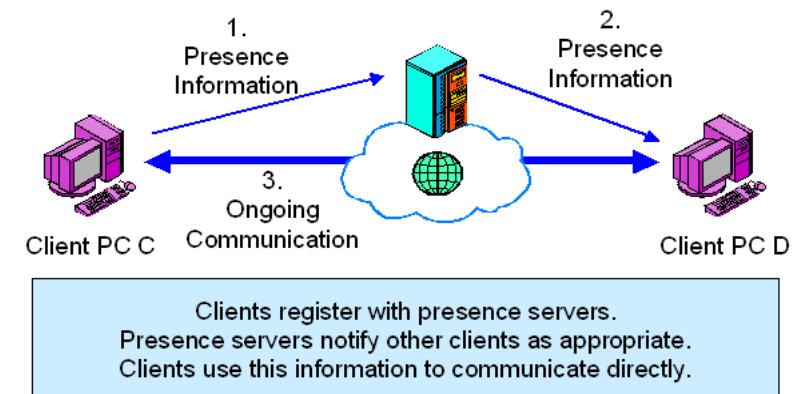 1.
Presence
Information
2.
Presence
Information
3.
Ongoing
Communication
Client PC C
Client PC D
Clients register with presence servers.
Presence servers notify other clients as appropriate.
Clients use this information to communicate directly.